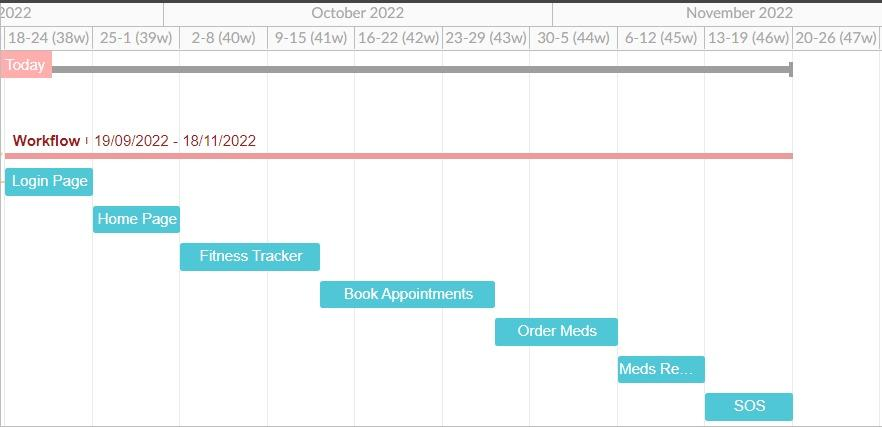 2022 October 2022 November 2022
18-24 (38w) 25-1 (39w) 2-8 (40w) 9-15 (41w) 16-22 (42w) 23-29 (43w) 30-5 (44w) 6-12 (45w) 13-19 (46w) 20-26 (47w)
Today
Workflow 19/09/2022 - 18/11/2022
Login Page
Home Page
Fitness Tracker
Book Appointments
Order Meds
Meds Re...
SOS